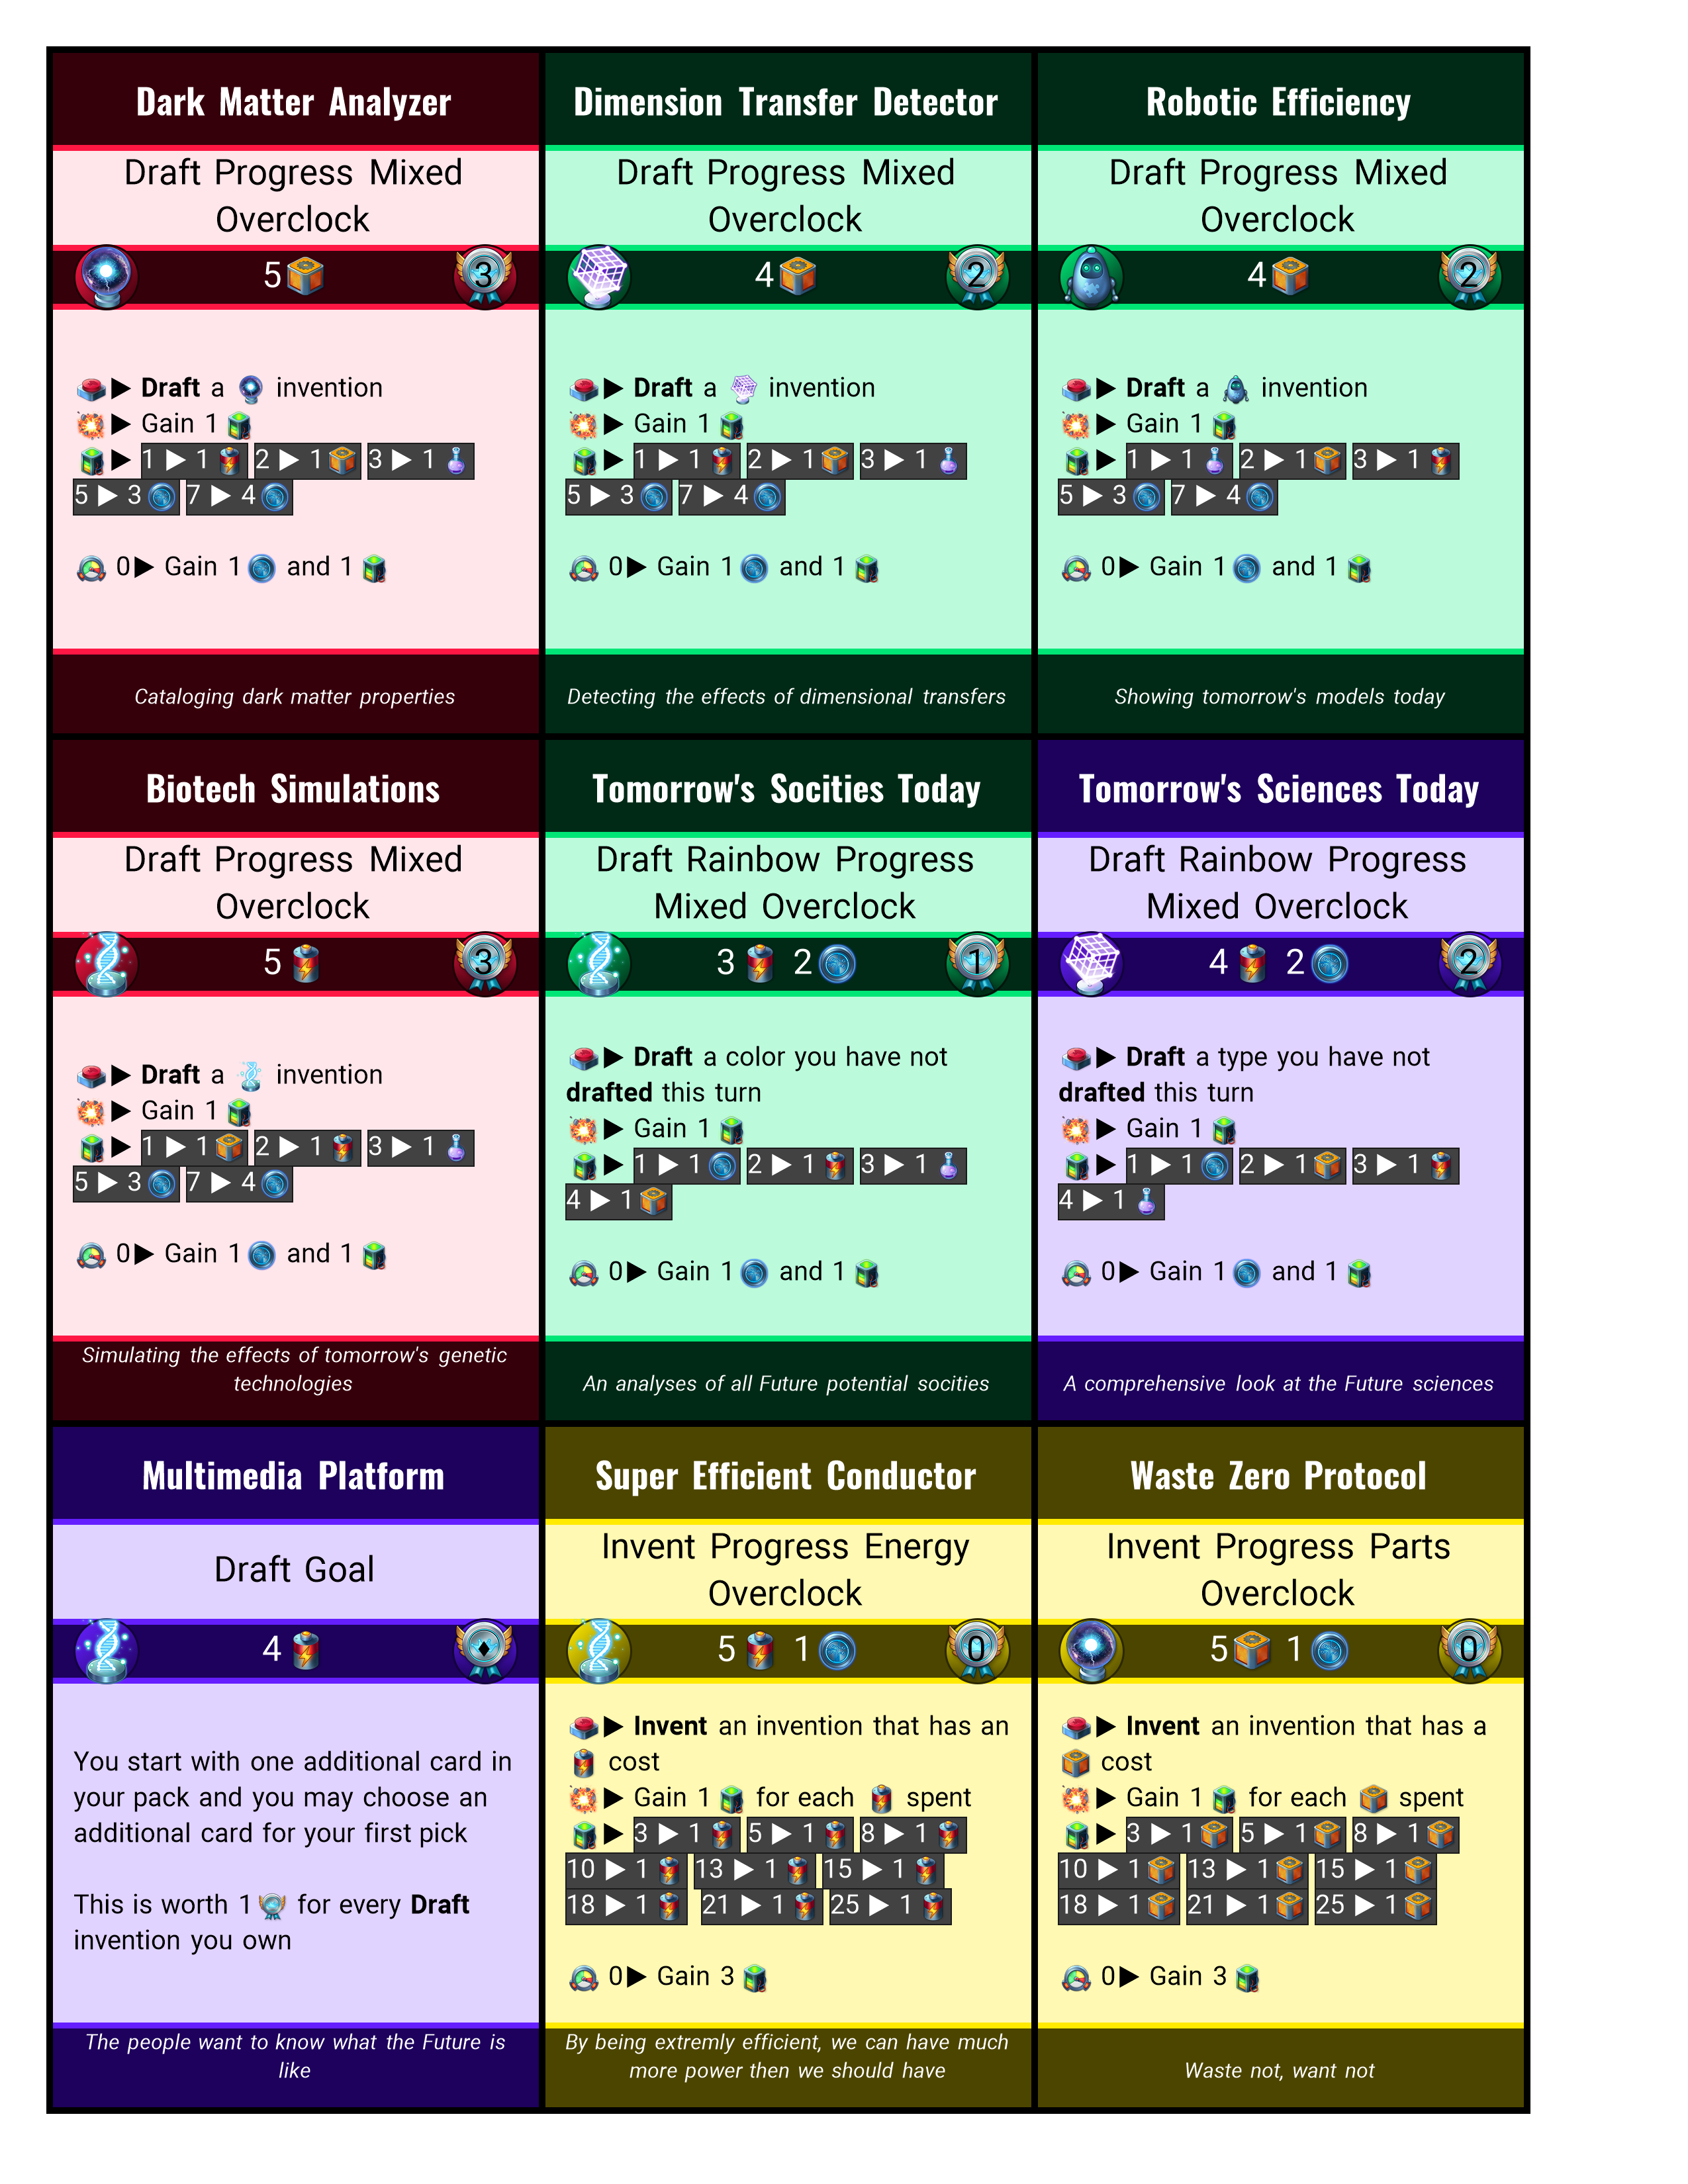 Dark Matter Analyzer
Draft Progress Mixed
Overclock
5
3
▶ Draft a invention
▶ Gain 1
▶ 1 ▶ 1 2 ▶ 1 3 ▶ 1
5 ▶ 3 7 ▶ 4
0▶ Gain 1 and 1
Cataloging dark matter properties
Dimension Transfer Detector
Draft Progress Mixed
Overclock
4
2
▶ Draft a invention
▶ Gain 1
▶ 1 ▶ 1 2 ▶ 1 3 ▶ 1
5 ▶ 3 7 ▶ 4
0▶ Gain 1 and 1
Detecting the effects of dimensional transfers
Robotic Efficiency
Draft Progress Mixed
Overclock
4
2
▶ Draft a invention
▶ Gain 1
▶ 1 ▶ 1 2 ▶ 1 3 ▶ 1
5 ▶ 3 7 ▶ 4
0▶ Gain 1 and 1
Showing tomorrow's models today
Biotech Simulations
Draft Progress Mixed
Overclock
5
3
▶ Draft a invention
▶ Gain 1
▶ 1 ▶ 1 2 ▶ 1 3 ▶ 1
5 ▶ 3 7 ▶ 4
0▶ Gain 1 and 1
Simulating the effects of tomorrow's genetic
technologies
Tomorrow's Socities Today
Draft Rainbow Progress
Mixed Overclock
3 2
1
▶ Draft a color you have not
drafted this turn
▶ Gain 1
▶ 1 ▶ 1 2 ▶ 1 3 ▶ 1
4 ▶ 1
0▶ Gain 1 and 1
An analyses of all Future potential socities
Tomorrow's Sciences Today
Draft Rainbow Progress
Mixed Overclock
4 2
2
▶ Draft a type you have not
drafted this turn
▶ Gain 1
▶ 1 ▶ 1 2 ▶ 1 3 ▶ 1
4 ▶ 1
0▶ Gain 1 and 1
A comprehensive look at the Future sciences
Multimedia Platform
Draft Goal
4
♦
You start with one additional card in
your pack and you may choose an
additional card for your first pick
This is worth 1 for every Draft
invention you own
The people want to know what the Future is
like
Super Efficient Conductor
Invent Progress Energy
Overclock
5 1
0
▶ Invent an invention that has an
cost
▶ Gain 1 for each spent
▶ 3 ▶ 1 5 ▶ 1 8 ▶ 1
10 ▶ 1 13 ▶ 1 15 ▶ 1
18 ▶ 1 21 ▶ 1 25 ▶ 1
0▶ Gain 3
By being extremly efficient, we can have much
more power then we should have
Waste Zero Protocol
Invent Progress Parts
Overclock
5 1
0
▶ Invent an invention that has a
cost
▶ Gain 1 for each spent
▶ 3 ▶ 1 5 ▶ 1 8 ▶ 1
10 ▶ 1 13 ▶ 1 15 ▶ 1
18 ▶ 1 21 ▶ 1 25 ▶ 1
0▶ Gain 3
Waste not, want not